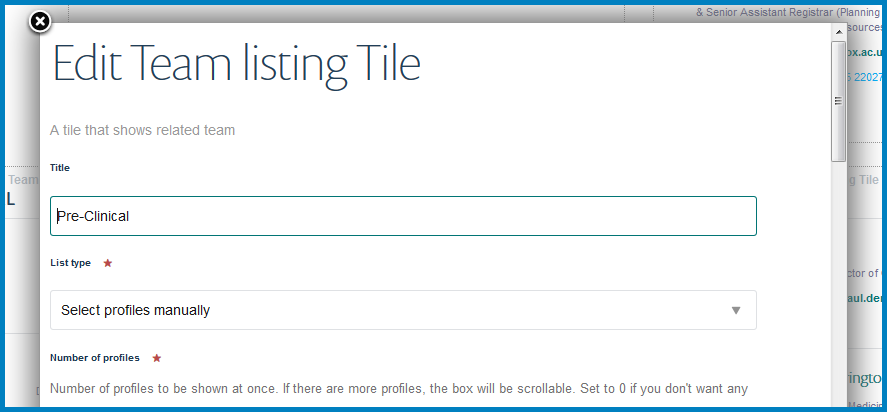 & Senior Assistant Registrar (Planning
Edit Team listing Tile
A tile that shows related team
Title
Pre-Clinical
List type ★
Select profiles manually
Number of profiles ★
Number of profiles to be shown at once. If there are more profiles, the box will be scrollable. Set to 0 if you don't want any
Team
L
sources
ox.ac.u
22027
g Tile
ctor of
aul.der
ington
Medicin